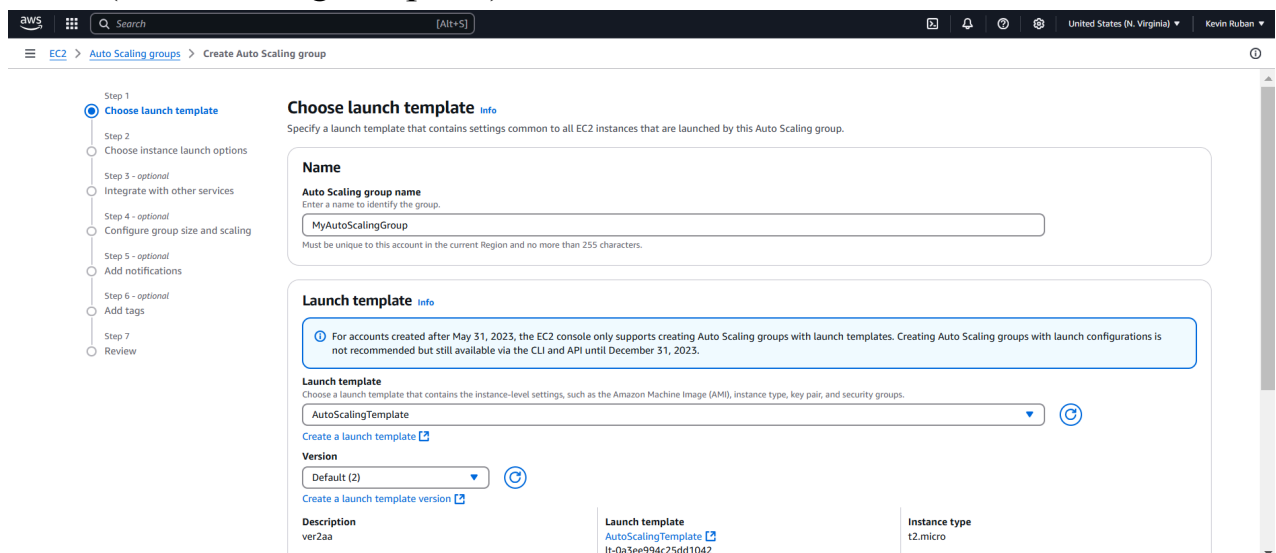 aws
Search
[Alt+S]
United States (N. Virginia)
Kevin Ruban
EC2 > Auto Scaling groups > Create Auto Scaling group
Step 1
Choose launch template
Step 2
Choose instance launch options
Step 3 - optional
Integrate with other services
Step 4 - optional
Configure group size and scaling
Step 5 - optional
Add notifications
Step 6 - optional
Add tags
Step 7
Review
Choose launch template Info
Specify a launch template that contains settings common to all EC2 instances that are launched by this Auto Scaling group.
Name
Auto Scaling group name
Enter a name to identify the group.
MyAutoScalingGroup
Must be unique to this account in the current Region and no more than 255 characters.
Launch template Info
For accounts created after May 31, 2023, the EC2 console only supports creating Auto Scaling groups with launch templates. Creating Auto Scaling groups with launch configurations is
not recommended but still available via the CLI and API until December 31, 2023.
Launch template
Choose a launch template that contains the instance-level settings, such as the Amazon Machine Image (AMI), instance type, key pair, and security groups.
AutoScalingTemplate
Create a launch template
Version
Default (2)
Create a launch template version
Description
ver2aa
Launch template
AutoScalingTemplate
lt-0a3ee994c25dd1042
Instance type
t2.micro